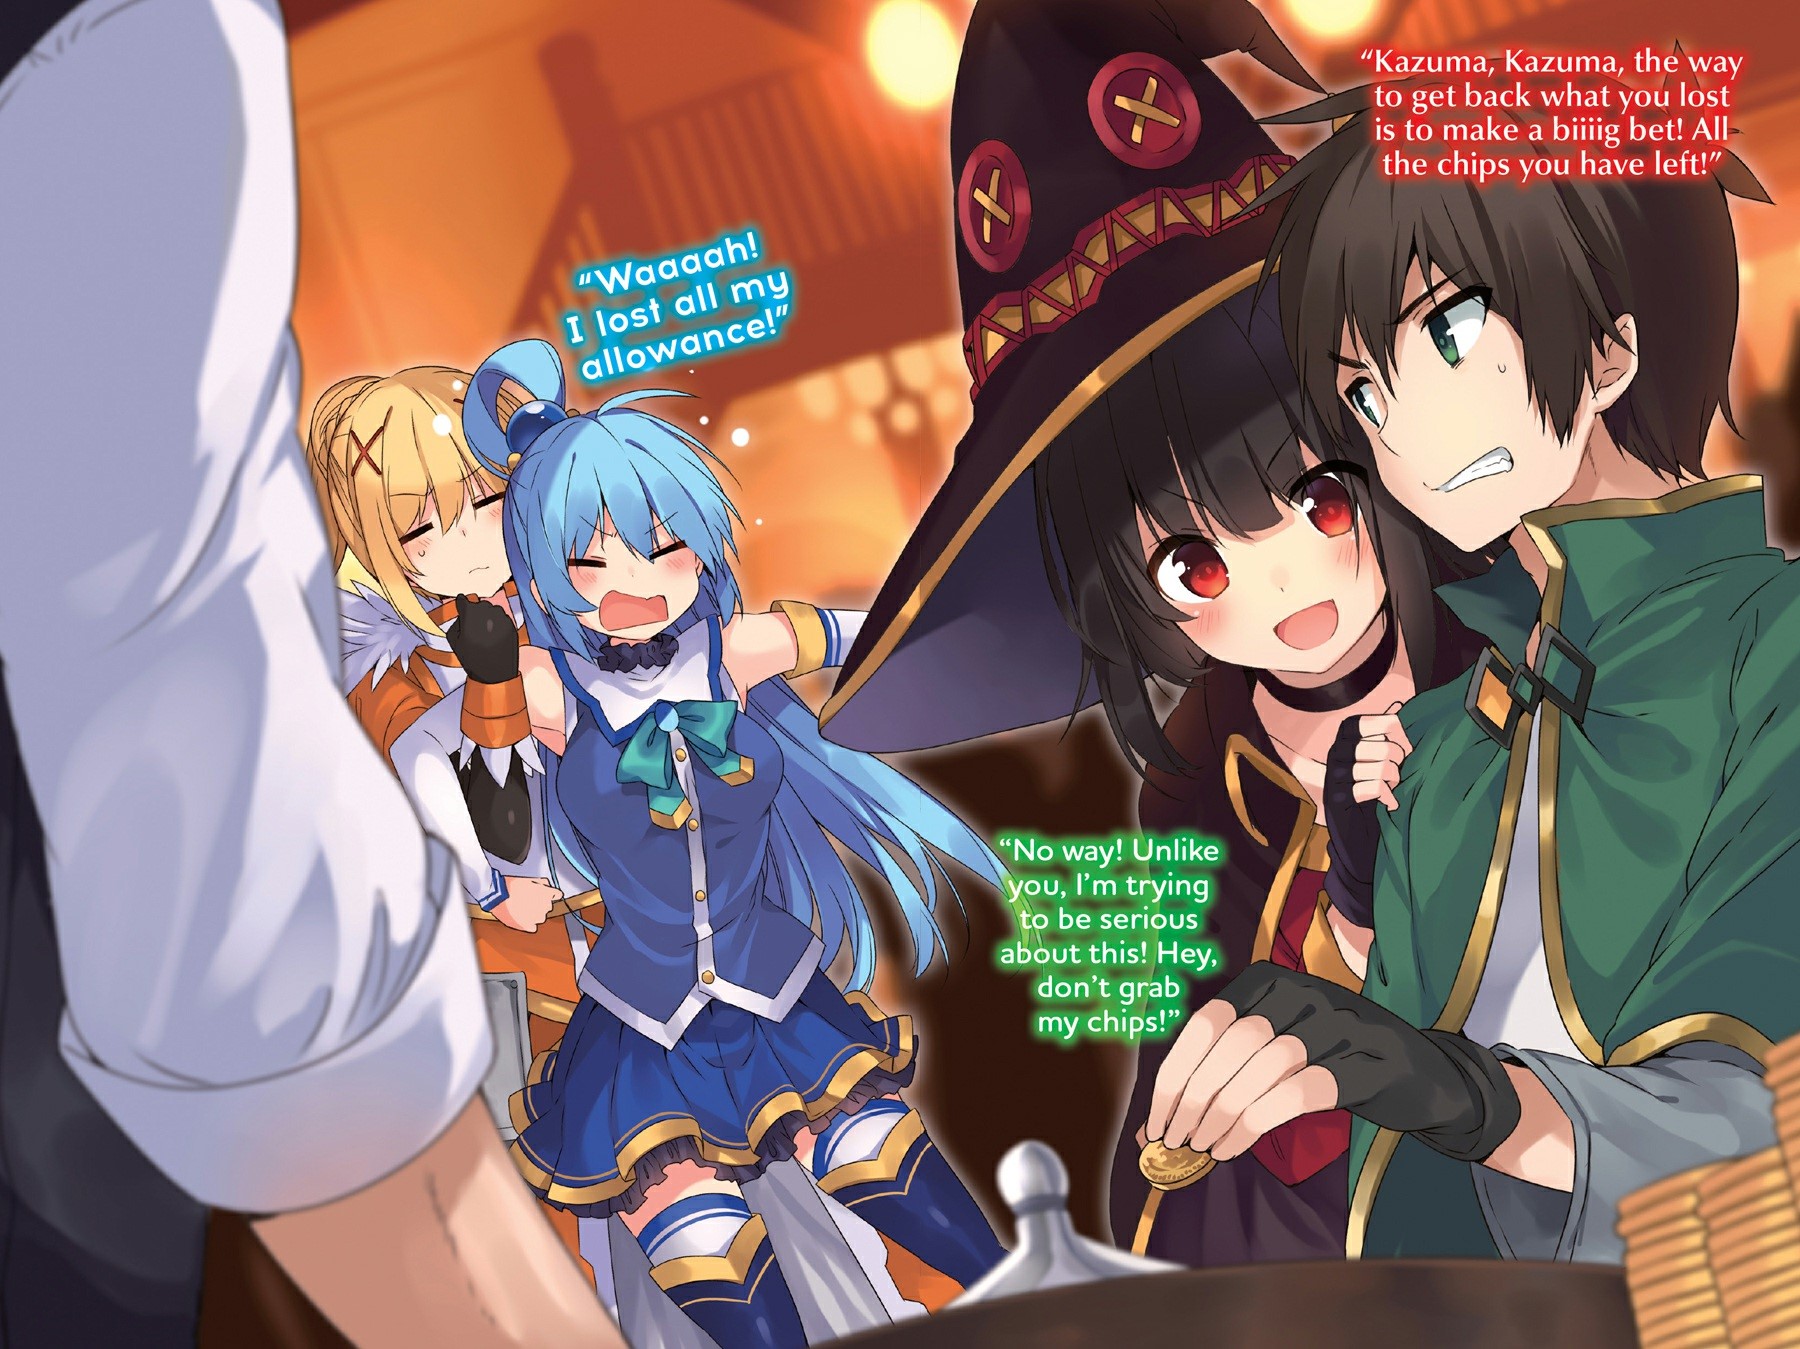 “Kazuma, Kazuma, the way
to get back what you lost
is to make a biiiig bet! All
the chips you have left!”
“Waaaah!
I lost all my
allowance!”
“No way! Unlike
you, I’m trying
to be serious
about this! Hey,
don’t grab
my chips!”